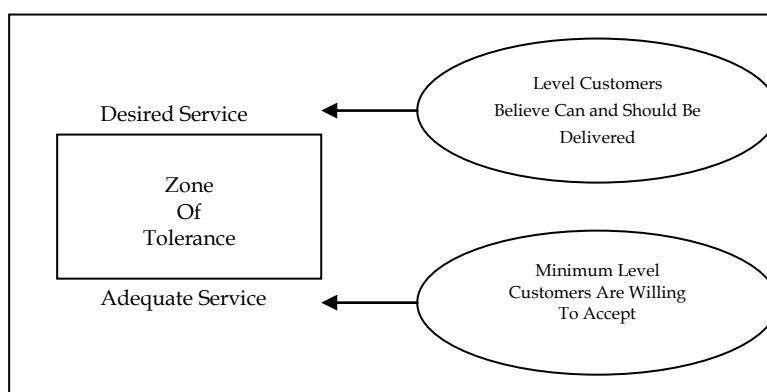 Desired Service
Zone
Of
Tolerance
Adequate Service
Level Customers
Believe Can and Should Be
Delivered
Minimum Level
Customers Are Willing
To Accept